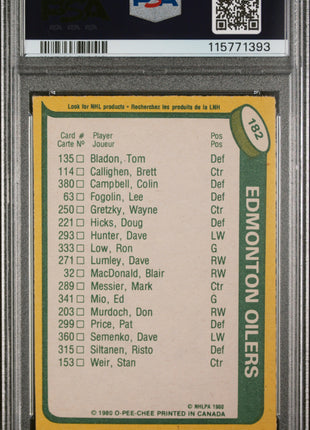 PSA
115771393
Look for NHL products - Recherchez les produits de la LNH
182
Card # Player Pos
Carte Nº Joueur Pos
135 Bladon, Tom Def
114 Callighen, Brett Ctr
380 Campbell, Colin Def
63 Fogolin, Lee Def
250 Gretzky, Wayne Ctr
221 Hicks, Doug Def
293 Hunter, Dave LW
333 Low, Ron G
271 Lumley, Dave RW
32 MacDonald, Blair RW
289 Messier, Mark Ctr
341 Mio, Ed G
203 Murdoch, Don RW
299 Price, Pat Def
360 Semenko, Dave LW
315 Siltanen, Risto Def
153 Weir, Stan Ctr
EDMONTON OILERS
© NHLPA 1980
© 1980 O-PEE-CHEE PRINTED IN CANADA